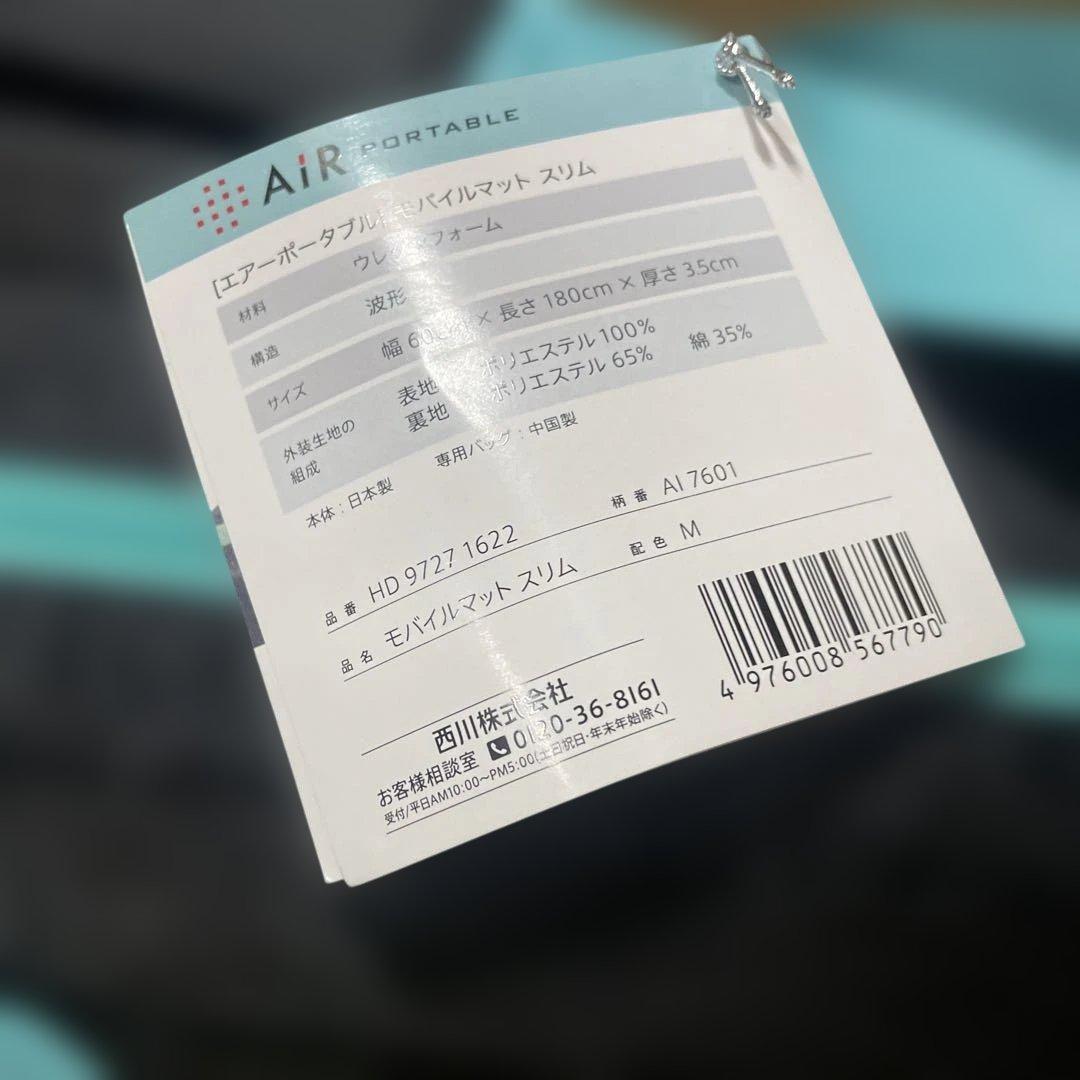 AiR PORTABLE
[エアーポータブル]モバイルマット スリム
材料 ウレタンフォーム
構造 波形
サイズ 幅 60cm × 長さ 180cm × 厚さ 3.5cm
外装生地の組成 表地 ポリエステル 100%
裏地 ポリエステル 65% 綿 35%
本体：日本製 専用バッグ：中国製
品番 HD 9727 1622 柄番 AI 7601
品名 モバイルマット スリム 配色 M
4 976008 567790
西川株式会社
お客様相談室 0120-36-8161
受付/平日AM10:00〜PM5:00(土日祝日・年末年始除く)